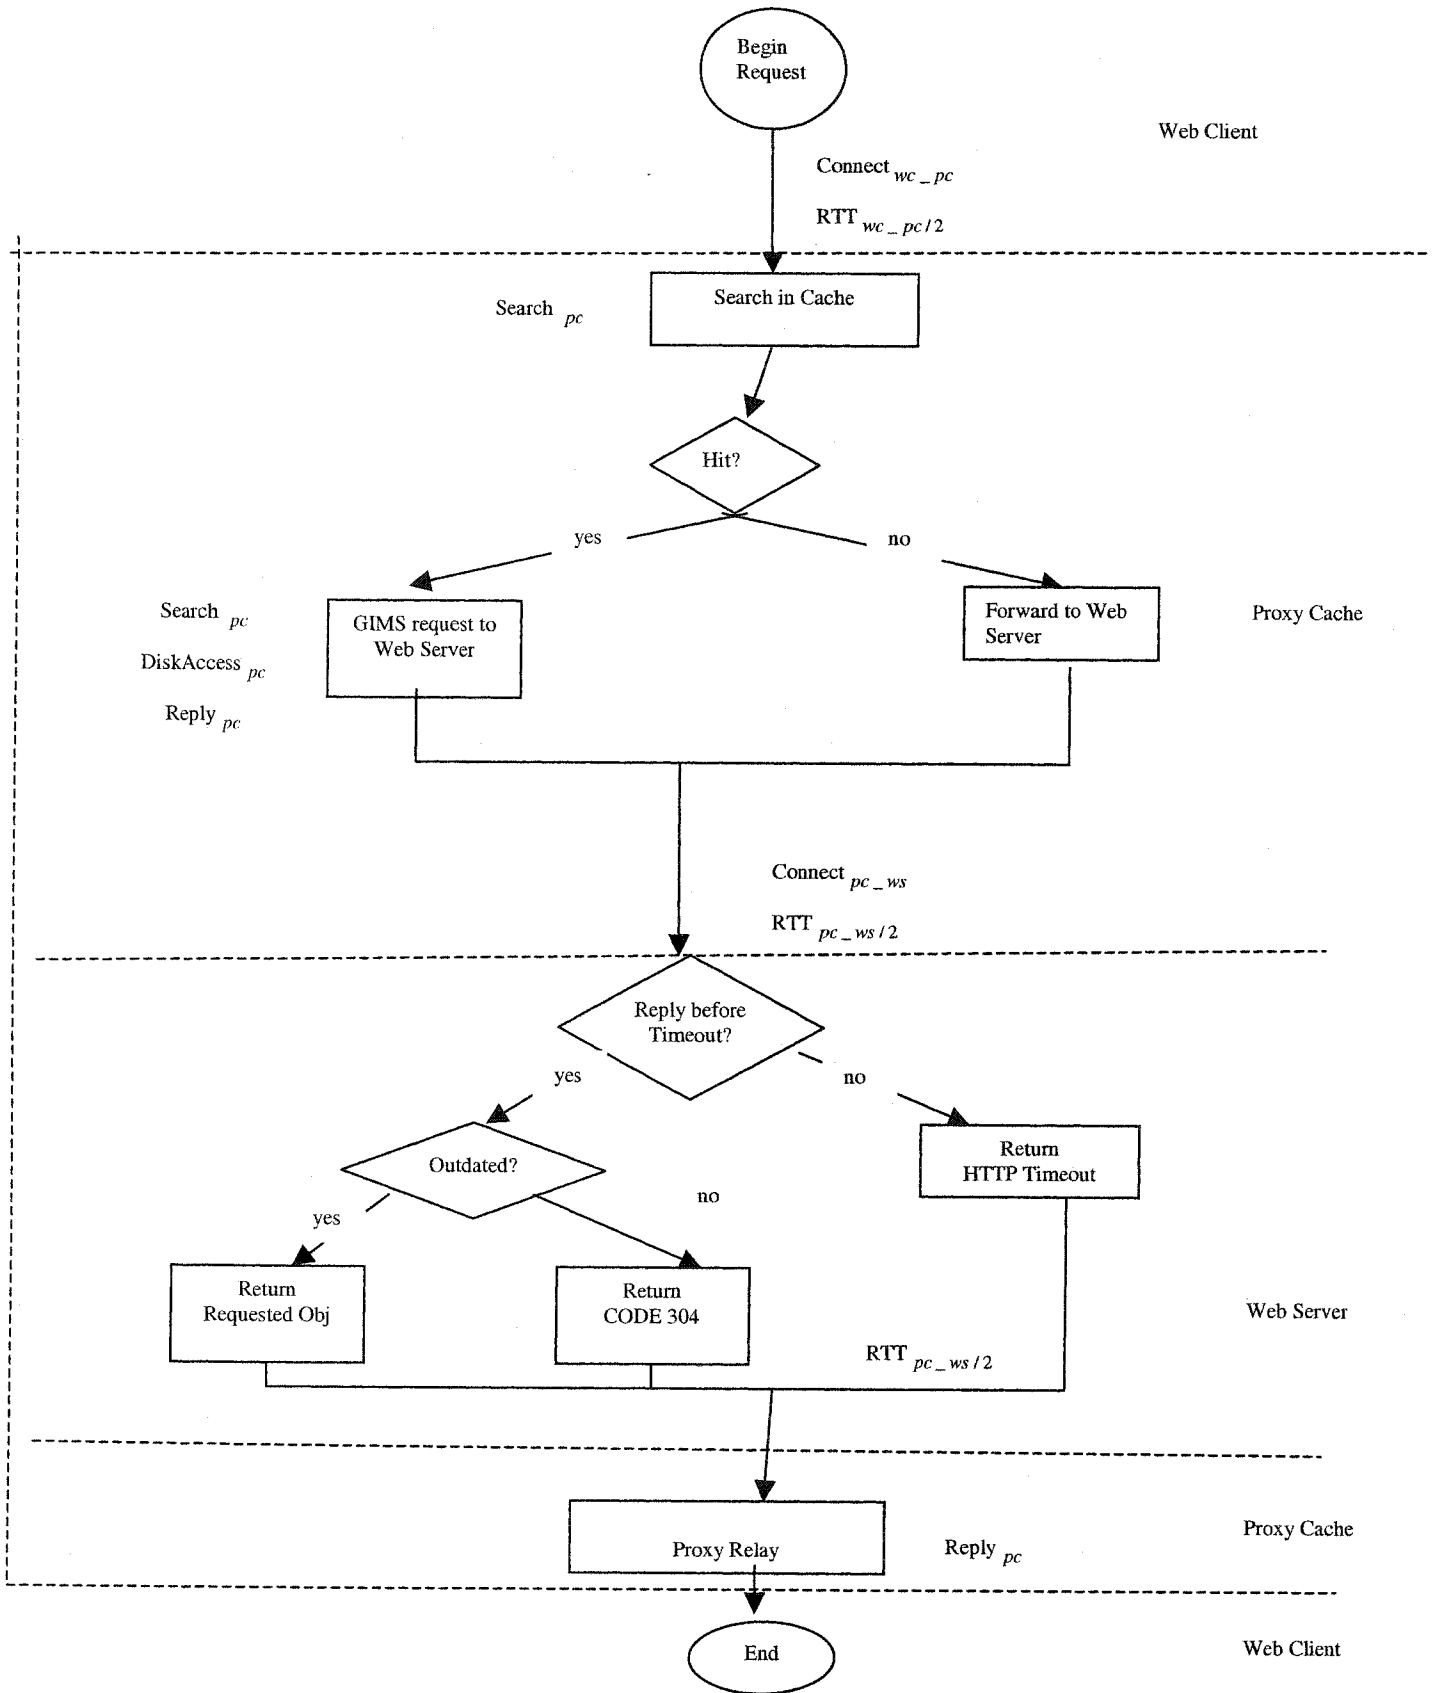 Begin
Request
Web Client
Connect wc_pc
RTT wc_pc/2
Search pc
Search in Cache
Hit?
yes
no
Search pc
DiskAccess pc
Reply pc
GIMS request to
Web Server
Forward to Web
Server
Proxy Cache
Connect pc_ws
RTT pc_ws/2
Reply before
Timeout?
yes
no
Outdated?
Return
HTTP Timeout
yes
no
Return
Requested Obj
Return
CODE 304
RTT pc_ws/2
Web Server
Proxy Relay
Reply pc
Proxy Cache
End
Web Client